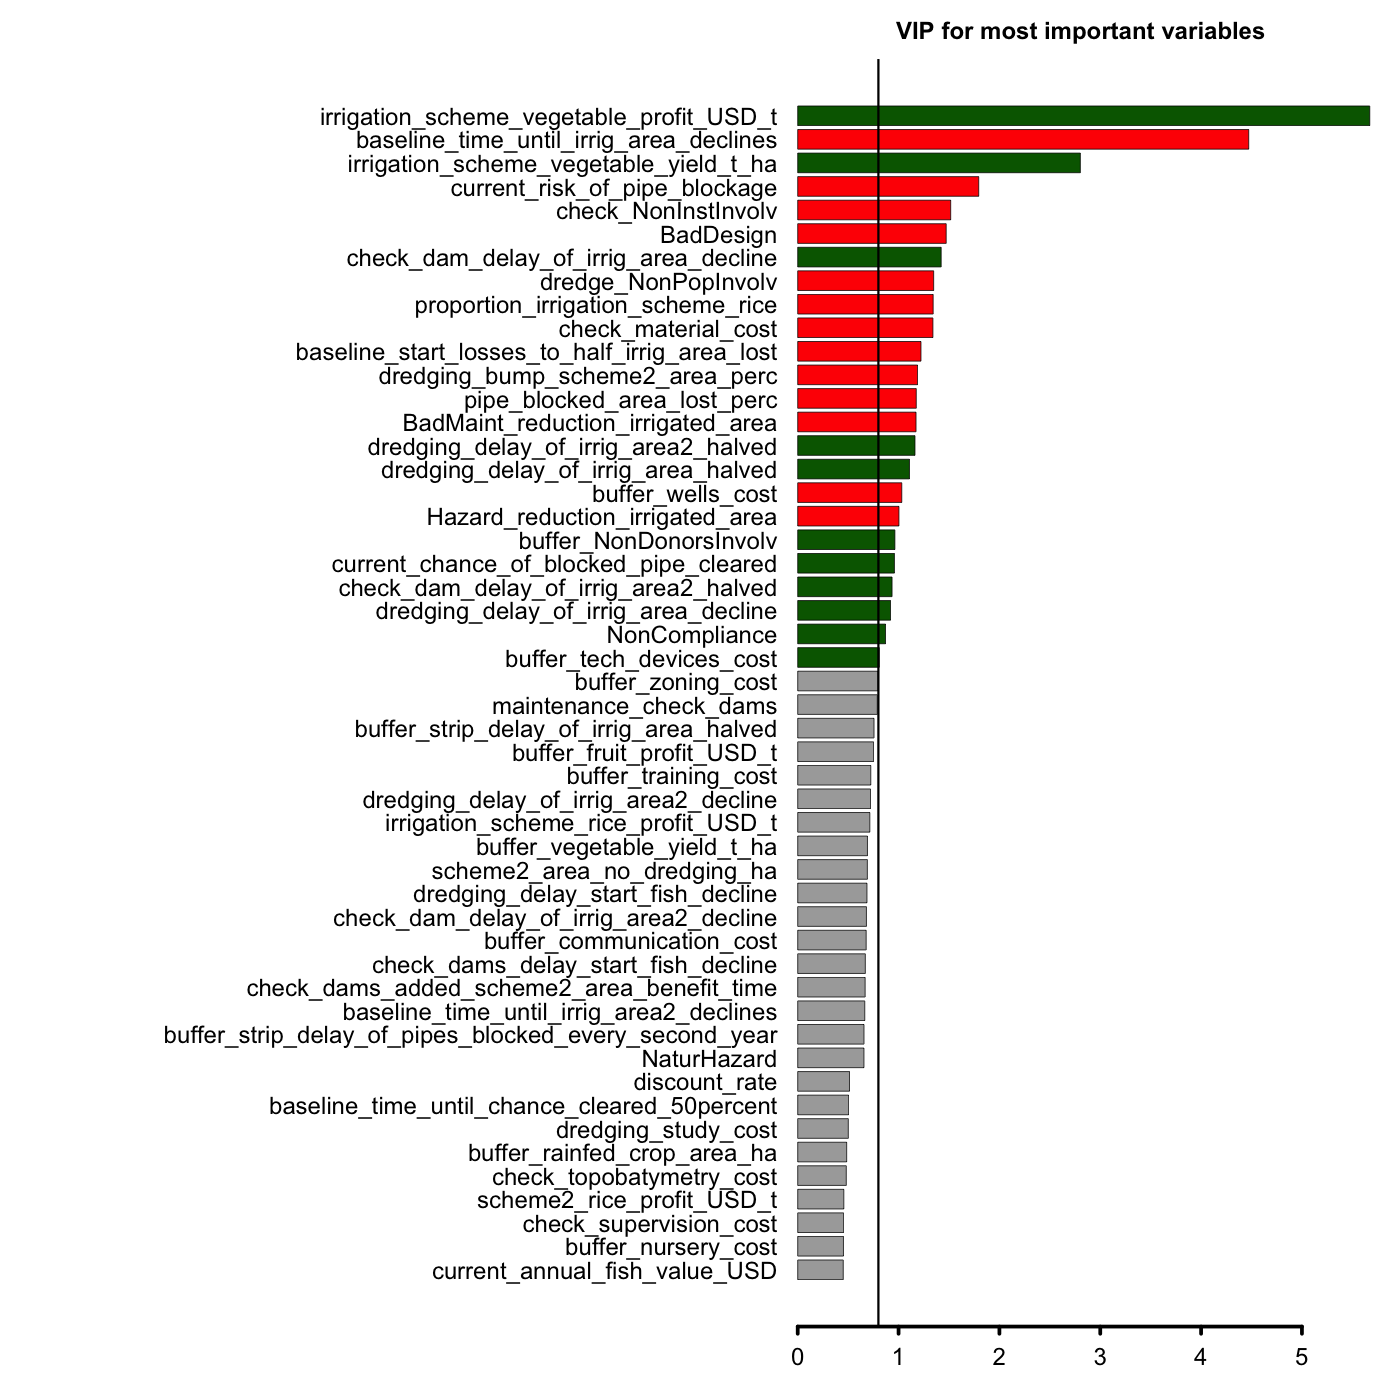 VIP for most important variables
irrigation_scheme_vegetable_profit_USD_t
baseline_time_until_irrig_area_declines
irrigation_scheme_vegetable_yield_t_ha
current_risk_of_pipe_blockage
check_NonInstInvolv
BadDesign
check_dam_delay_of_irrig_area_decline
dredge_NonPopInvolv
proportion_irrigation_scheme_rice
check_material_cost
baseline_start_losses_to_half_irrig_area_lost
dredging_bump_scheme2_area_perc
pipe_blocked_area_lost_perc
BadMaint_reduction_irrigated_area
dredging_delay_of_irrig_area2_halved
dredging_delay_of_irrig_area_halved
buffer_wells_cost
Hazard_reduction_irrigated_area
buffer_NonDonorsInvolv
current_chance_of_blocked_pipe_cleared
check_dam_delay_of_irrig_area2_halved
dredging_delay_of_irrig_area_decline
NonCompliance
buffer_tech_devices_cost
buffer_zoning_cost
maintenance_check_dams
buffer_strip_delay_of_irrig_area_halved
buffer_fruit_profit_USD_t
buffer_training_cost
dredging_delay_of_irrig_area2_decline
irrigation_scheme_rice_profit_USD_t
buffer_vegetable_yield_t_ha
scheme2_area_no_dredging_ha
dredging_delay_start_fish_decline
check_dam_delay_of_irrig_area2_decline
buffer_communication_cost
check_dams_delay_start_fish_decline
check_dams_added_scheme2_area_benefit_time
baseline_time_until_irrig_area2_declines
buffer_strip_delay_of_pipes_blocked_every_second_year
NaturHazard
discount_rate
baseline_time_until_chance_cleared_50percent
dredging_study_cost
buffer_rainfed_crop_area_ha
check_topobatymetry_cost
scheme2_rice_profit_USD_t
check_supervision_cost
buffer_nursery_cost
current_annual_fish_value_USD
0 1 2 3 4 5